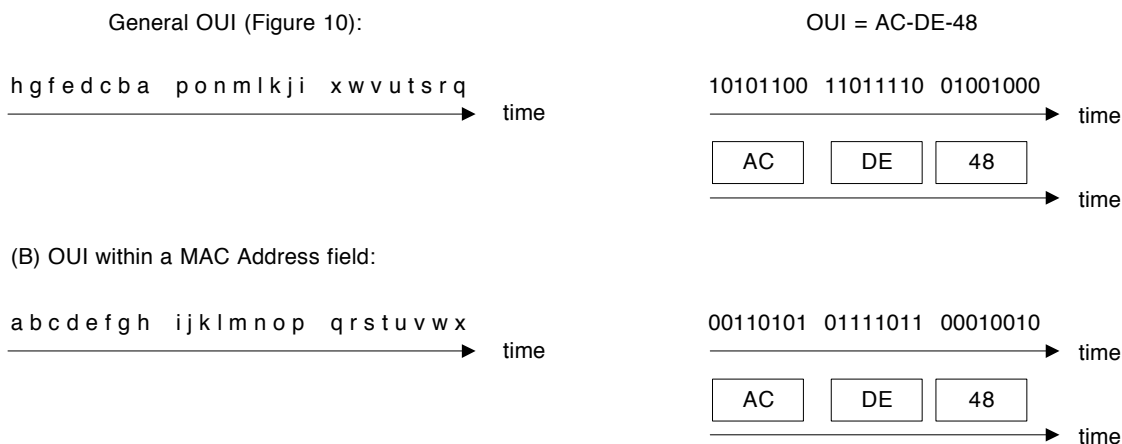 General OUI (Figure 10): OUI = AC-DE-48
h g f e d c b a p o n m l k j i x w v u t s r q 10101100 11011110 01001000
time time
AC DE 48
time
(B) OUI within a MAC Address field:
a b c d e f g h i j k l m n o p q r s t u v w x 00110101 01111011 00010010
time time
AC DE 48
time